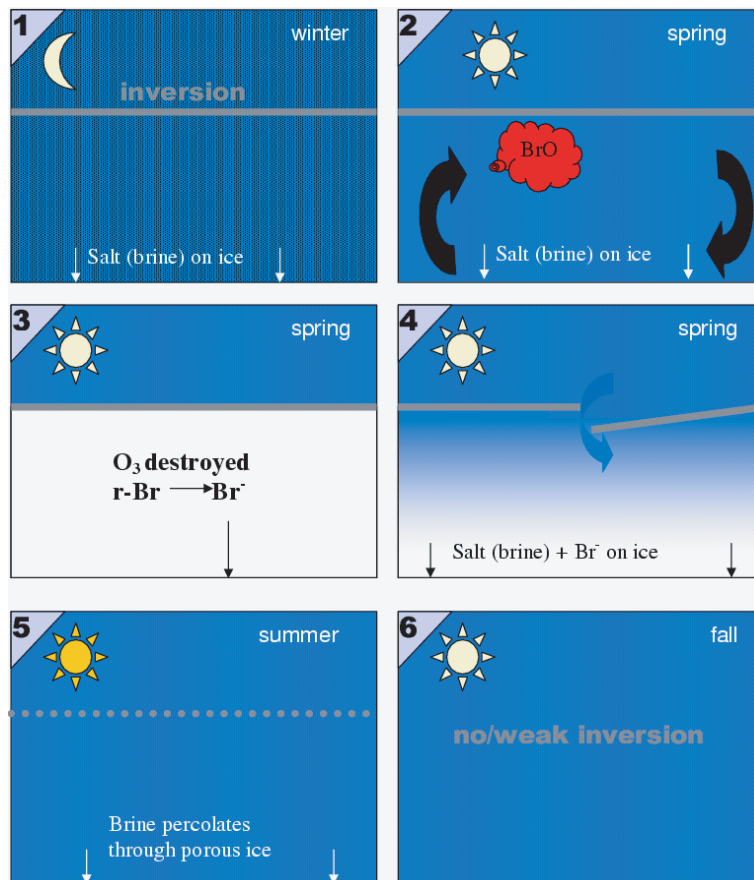 1
winter
inversion
Salt (brine) on ice
2
spring
BrO
Salt (brine) on ice
3
spring
O₃ destroyed
r-Br → Br⁻
4
spring
Salt (brine) + Br⁻ on ice
5
summer
Brine percolates
through porous ice
6
fall
no/weak inversion